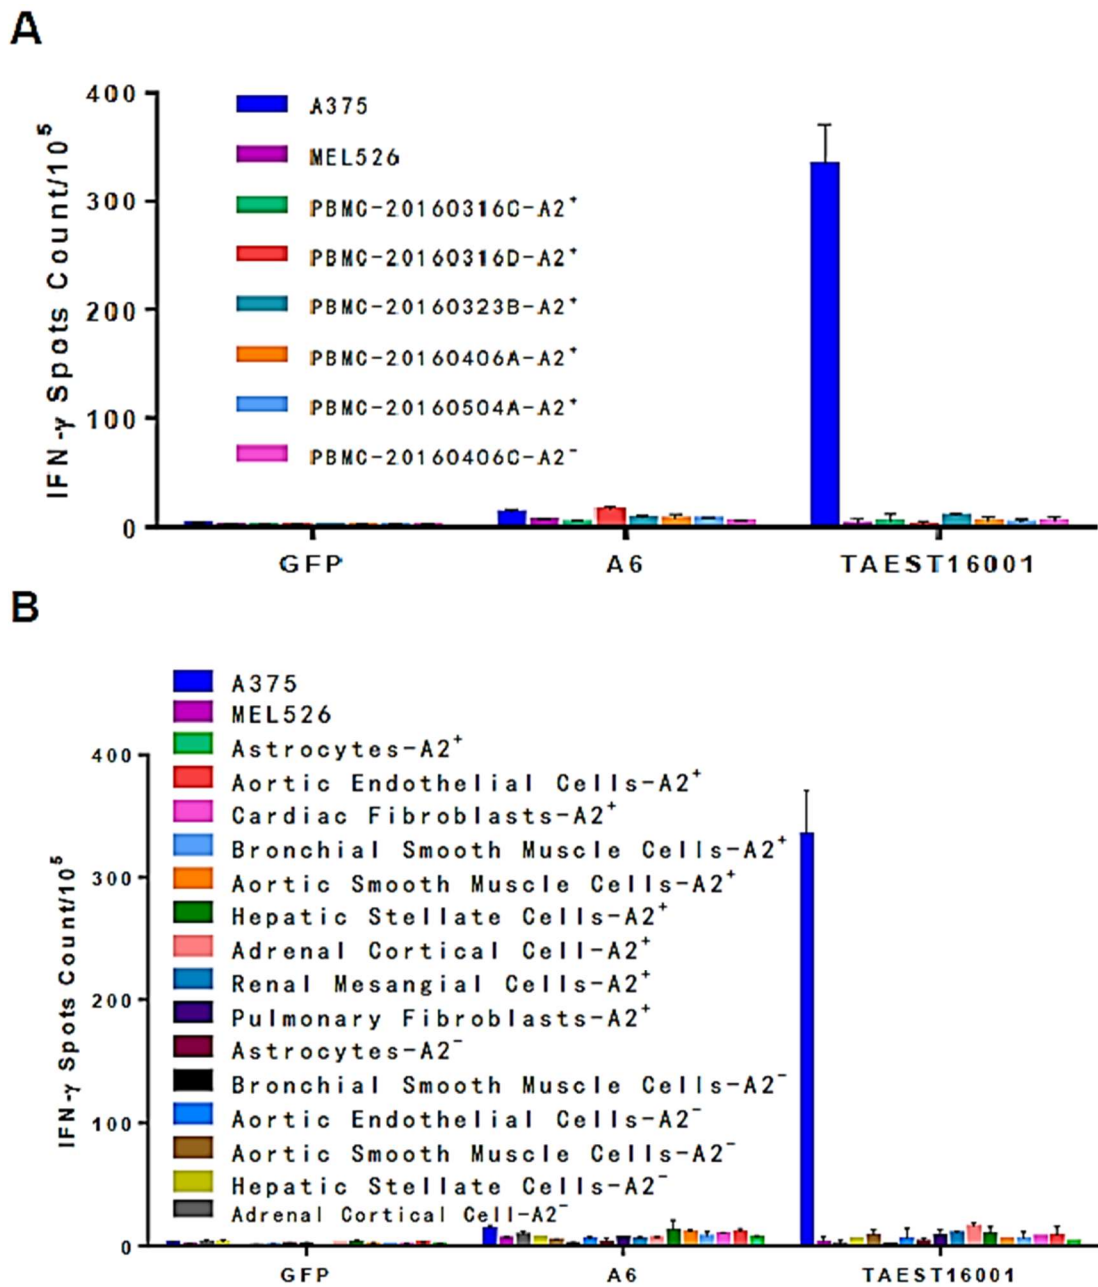 A
IFN-γ Spots Count/10⁵
400
300
200
100
0
A375
MEL526
PBMC-20160316C-A2⁺
PBMC-20160316D-A2⁺
PBMC-20160323B-A2⁺
PBMC-20160406A-A2⁺
PBMC-20160504A-A2⁺
PBMC-20160406C-A2⁻
GFP A6 TAEST16001
B
IFN-γ Spots Count/10⁵
400
300
200
100
0
A375
MEL526
Astrocytes-A2⁺
Aortic Endothelial Cells-A2⁺
Cardiac Fibroblasts-A2⁺
Bronchial Smooth Muscle Cells-A2⁺
Aortic Smooth Muscle Cells-A2⁺
Hepatic Stellate Cells-A2⁺
Adrenal Cortical Cell-A2⁺
Renal Mesangial Cells-A2⁺
Pulmonary Fibroblasts-A2⁺
Astrocytes-A2⁻
Bronchial Smooth Muscle Cells-A2⁻
Aortic Endothelial Cells-A2⁻
Aortic Smooth Muscle Cells-A2⁻
Hepatic Stellate Cells-A2⁻
Adrenal Cortical Cell-A2⁻
GFP A6 TAEST16001